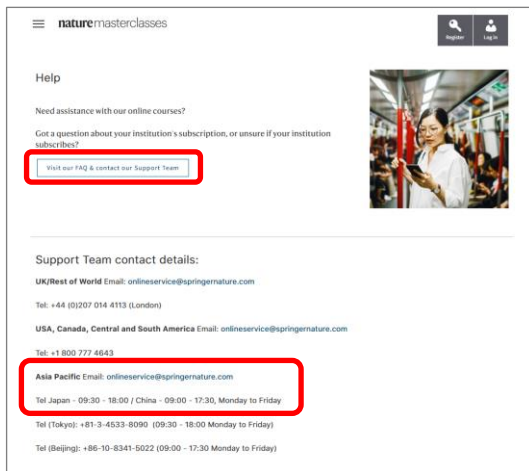 nature masterclasses
Register
Log in
Help
Need assistance with our online courses?
Got a question about your institution's subscription, or unsure if your institution
subscribes?
Visit our FAQ & contact our Support Team
Support Team contact details:
UK/Rest of World Email: onlineservice@springernature.com
Tel: +44 (0)207 014 4113 (London)
USA, Canada, Central and South America Email: onlineservice@springernature.com
Tel: +1 800 777 4643
Asia Pacific Email: onlineservice@springernature.com
Tel Japan - 09:30 - 18:00 / China - 09:00 - 17:30, Monday to Friday
Tel (Tokyo): +81-3-4533-8090 (09:30 - 18:00 Monday to Friday)
Tel (Beijing): +86-10-8341-5022 (09:00 - 17:30 Monday to Friday)